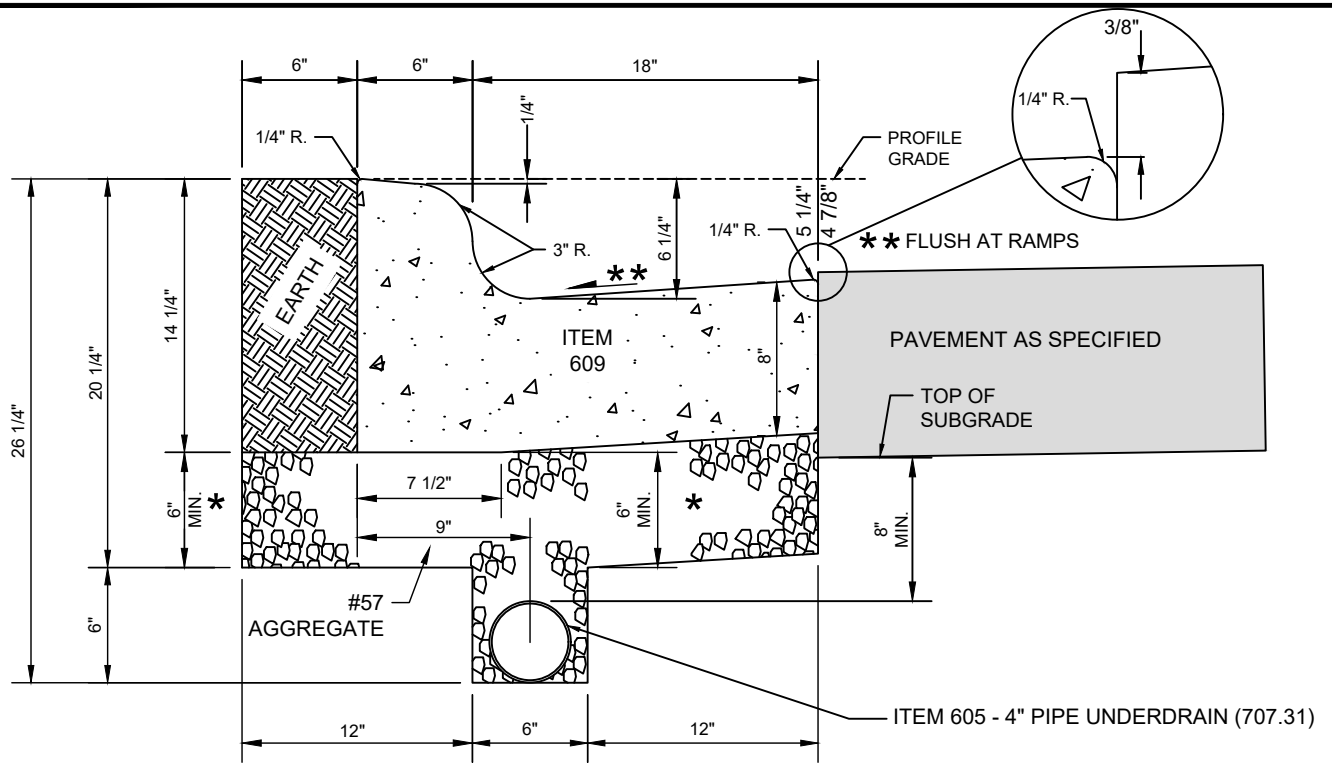 6"
6"
18"
3/8"
1/4"
1/4" R.
1/4" R.
PROFILE
GRADE
5 1/4"
4 7/8"
** FLUSH AT RAMPS
1/4" R.
3" R.
**
6 1/4"
EARTH
14 1/4"
20 1/4"
26 1/4"
ITEM
609
8"
PAVEMENT AS SPECIFIED
TOP OF
SUBGRADE
6"
MIN.
*
7 1/2"
6"
MIN.
*
8"
MIN.
9"
#57
AGGREGATE
6"
ITEM 605 - 4" PIPE UNDERDRAIN (707.31)
12"
6"
12"